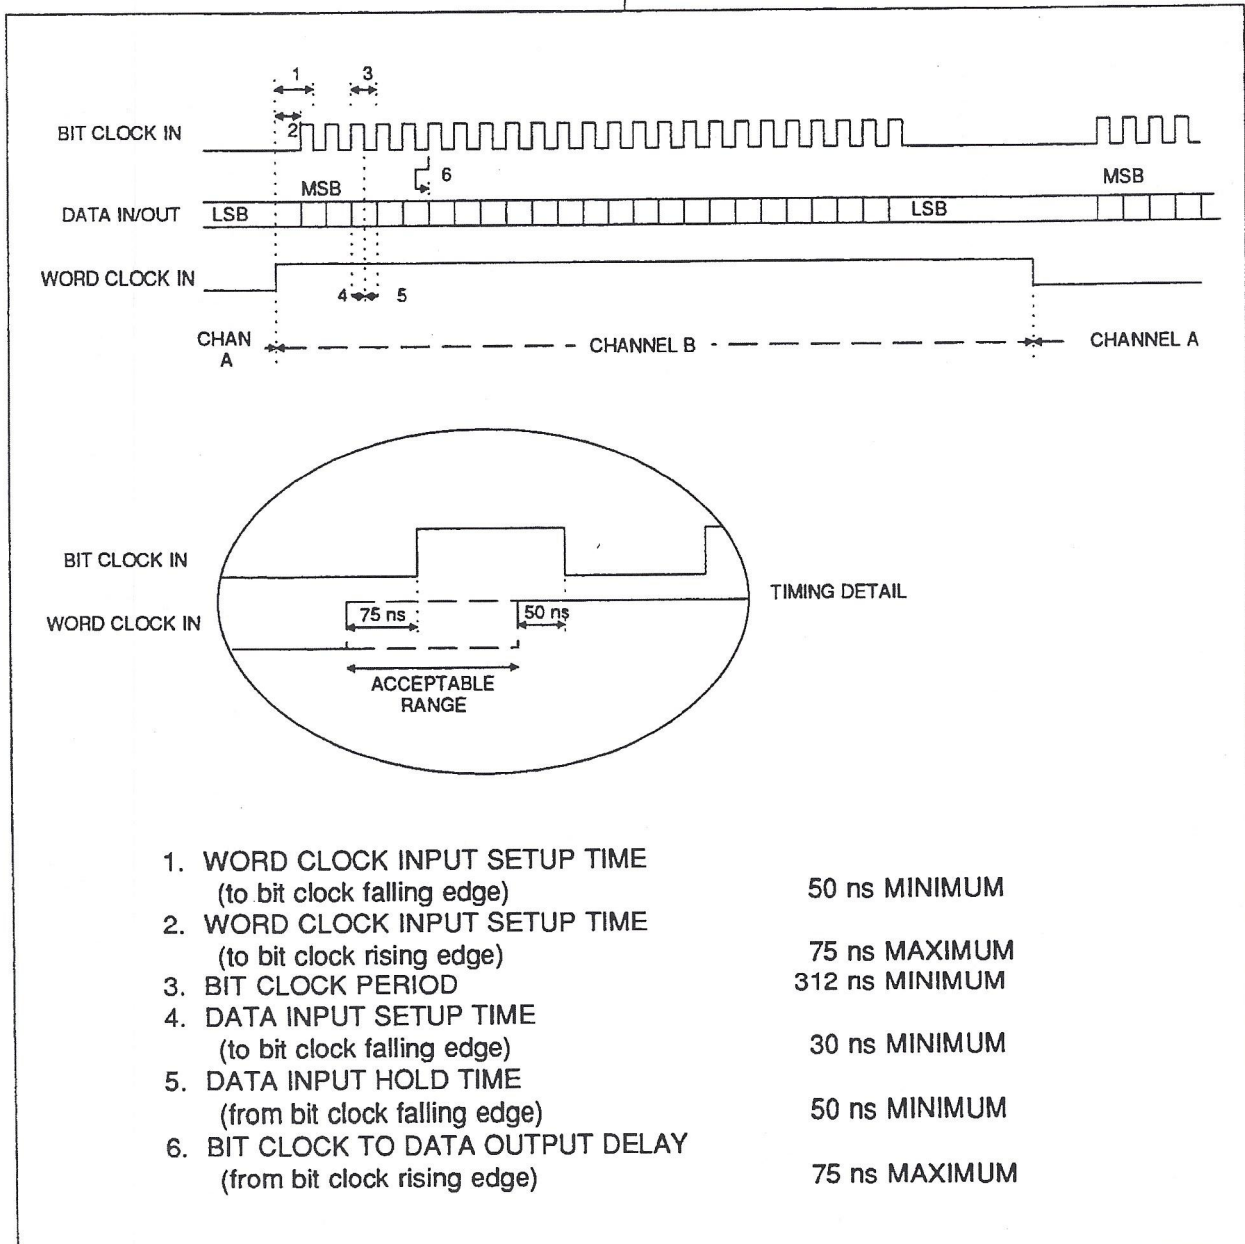 1
3
BIT CLOCK IN
2
6
MSB
MSB
DATA IN/OUT
LSB
LSB
WORD CLOCK IN
4
5
CHAN
A
CHANNEL B
CHANNEL A
BIT CLOCK IN
TIMING DETAIL
WORD CLOCK IN
75 ns
50 ns
ACCEPTABLE
RANGE
1. WORD CLOCK INPUT SETUP TIME
(to bit clock falling edge) 50 ns MINIMUM
2. WORD CLOCK INPUT SETUP TIME
(to bit clock rising edge) 75 ns MAXIMUM
3. BIT CLOCK PERIOD 312 ns MINIMUM
4. DATA INPUT SETUP TIME
(to bit clock falling edge) 30 ns MINIMUM
5. DATA INPUT HOLD TIME
(from bit clock falling edge) 50 ns MINIMUM
6. BIT CLOCK TO DATA OUTPUT DELAY
(from bit clock rising edge) 75 ns MAXIMUM